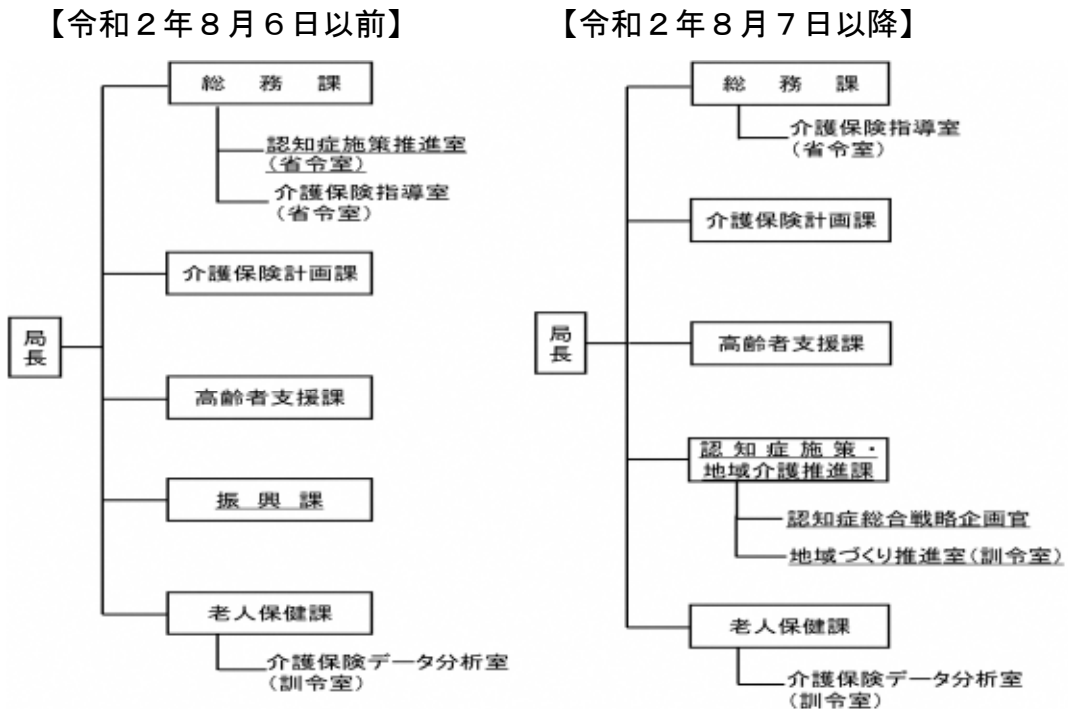 【令和２年８月６日以前】
総務課
認知症施策推進室
(省令室)
介護保険指導室
(省令室)
介護保険計画課
局長
高齢者支援課
振興課
老人保健課
介護保険データ分析室
(訓令室)
【令和２年８月７日以降】
総務課
介護保険指導室
(省令室)
介護保険計画課
局長
高齢者支援課
認知症施策・
地域介護推進課
認知症総合戦略企画官
地域づくり推進室(訓令室)
老人保健課
介護保険データ分析室
(訓令室)